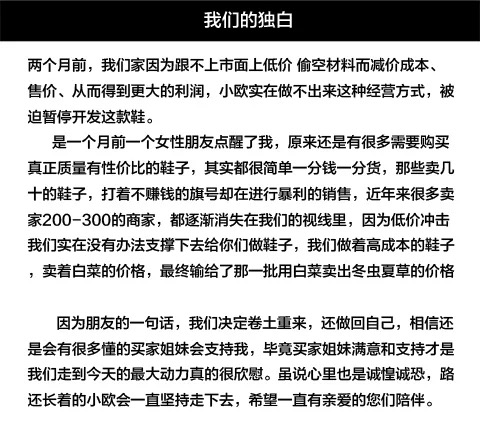 我们的独白
两个月前，我们家因为跟不上市面上低价 偷空材料而减价成本、
售价、从而得到更大的利润，小欧实在做不出来这种经营方式，被
迫暂停开发这款鞋。
是一个月前一个女性朋友点醒了我，原来还是有很多需要购买
真正质量有性价比的鞋子，其实都很简单一分钱一分货，那些卖几
十的鞋子，打着不赚钱的旗号却在进行暴利的销售，近年来很多卖
家200-300的商家，都逐渐消失在我们的视线里，因为低价冲击
我们实在没有办法支撑下去给你们做鞋子，我们做着高成本的鞋子
，卖着白菜的价格，最终输给了那一批用白菜卖出冬虫夏草的价格
因为朋友的一句话，我们决定卷土重来，还做回自己，相信还
是会有很多懂的买家姐妹会支持我，毕竟买家姐妹满意和支持才是
我们走到今天的最大动力真的很欣慰。虽说心里也是诚惶诚恐，路
还长着的小欧会一直坚持走下去，希望一直有亲爱的您们陪伴。